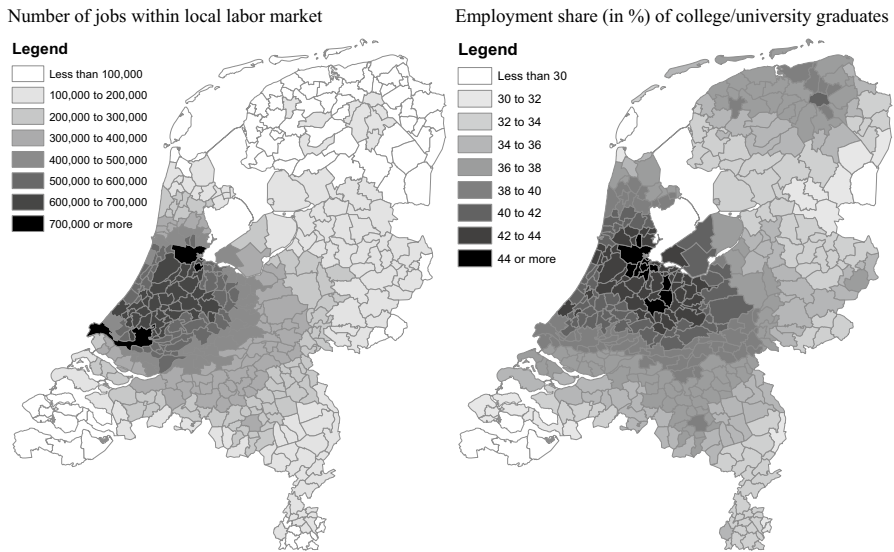 Number of jobs within local labor market
Legend
Less than 100,000
100,000 to 200,000
200,000 to 300,000
300,000 to 400,000
400,000 to 500,000
500,000 to 600,000
600,000 to 700,000
700,000 or more
Employment share (in %) of college/university graduates
Legend
Less than 30
30 to 32
32 to 34
34 to 36
36 to 38
38 to 40
40 to 42
42 to 44
44 or more